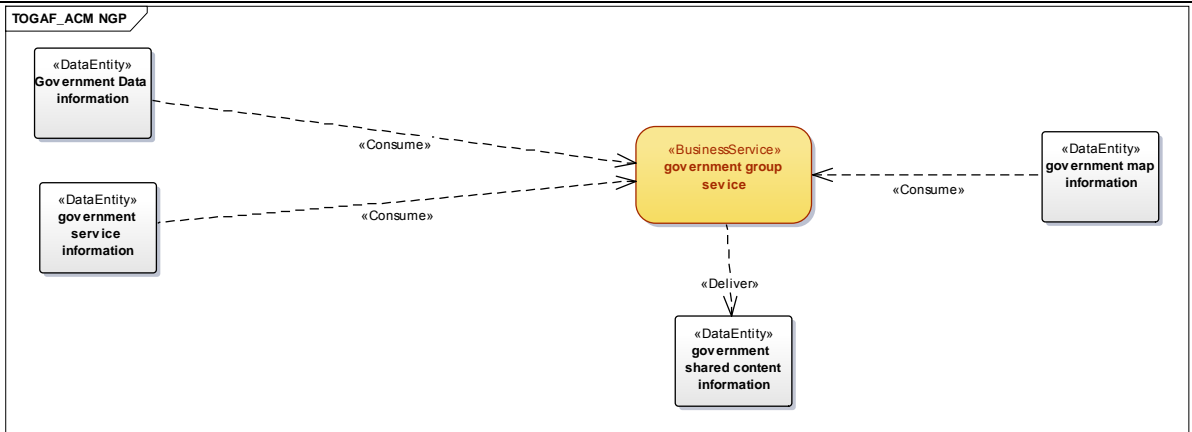 TOGAF_ACM NGP
«DataEntity»
Government Data
information
«Consume»
«DataEntity»
government
service
information
«Consume»
«BusinessService»
government group
sevice
«Consume»
«DataEntity»
government map
information
«Deliver»
«DataEntity»
government
shared content
information